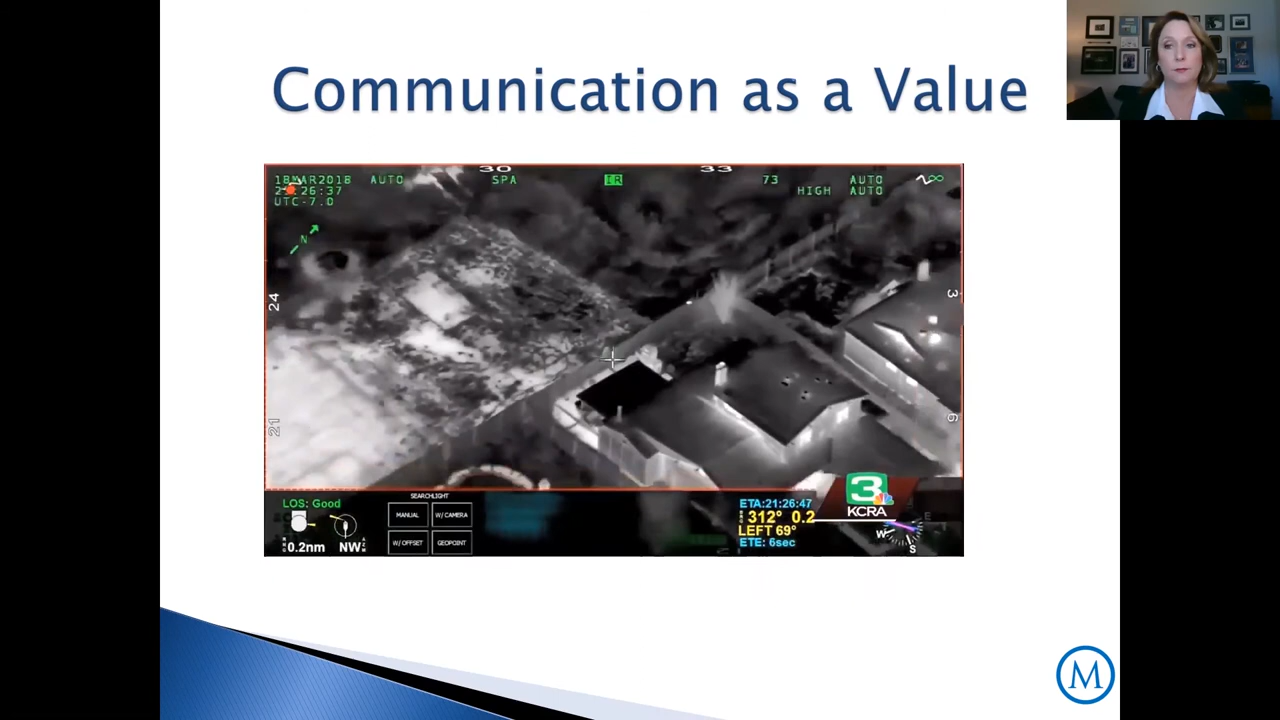 Communication as a Value
30 33
18MAR2018 AUTO SPA IR 73 AUTO
HIGH AUTO
UTC-7.0
N
24
3
21
6
LOS: Good
SEARCHLIGHT
MANUAL W/ CAMERA
W/ OFFSET GEOPOINT
0.2nm NW
ETA:21:26:47
312° 0.2
LEFT 69°
ETE: 6sec
3
KCRA
E
W
S
M